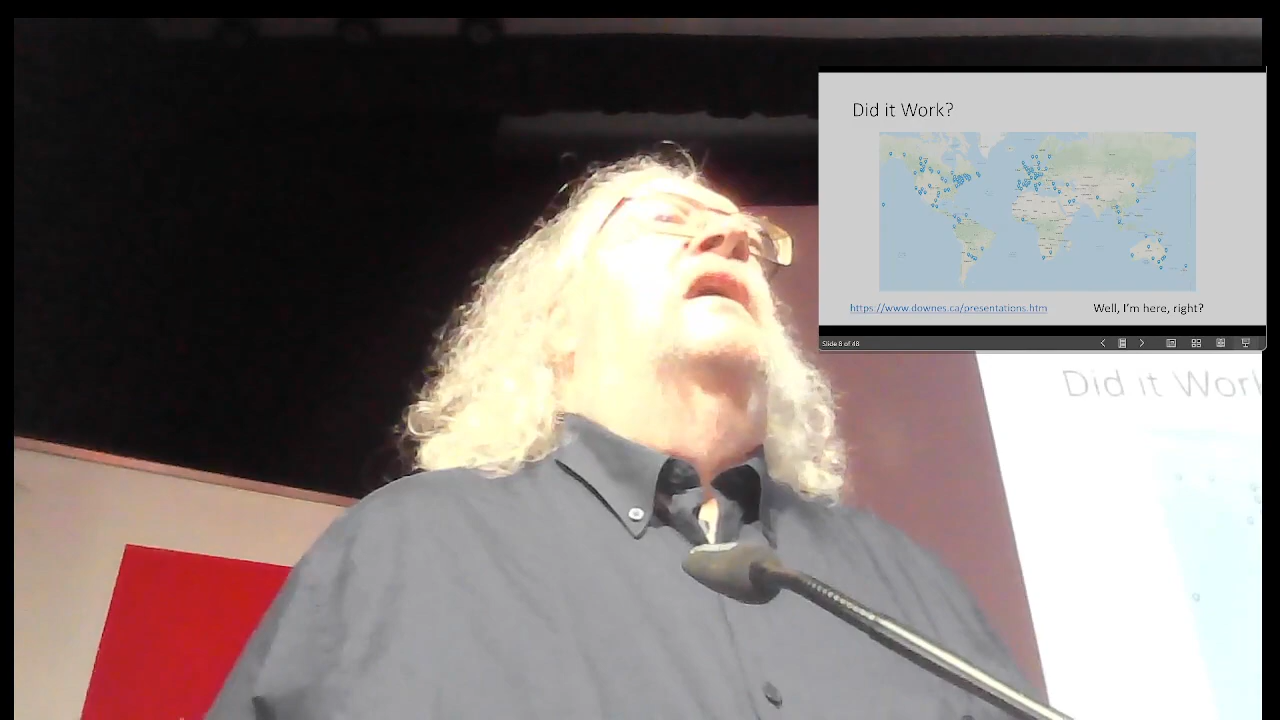 Did it Work?
https://www.downes.ca/presentations.htm
Well, I'm here, right?
Slide 8 of 48
Did it Work